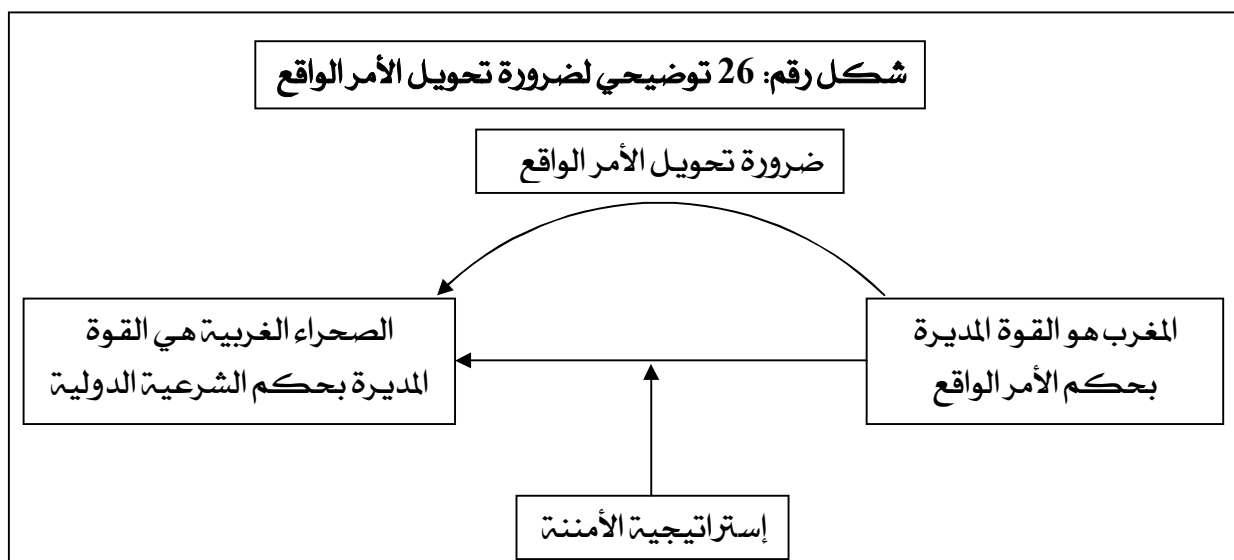 شكل رقم: 26 توضيحي لضرورة تحويل الأمر الواقع
ضرورة تحويل الأمر الواقع
المغرب هو القوة المديرة
بحكم الأمر الواقع
الصحراء الغربية هي القوة
المديرة بحكم الشرعية الدولية
إستراتيجية الأمننة